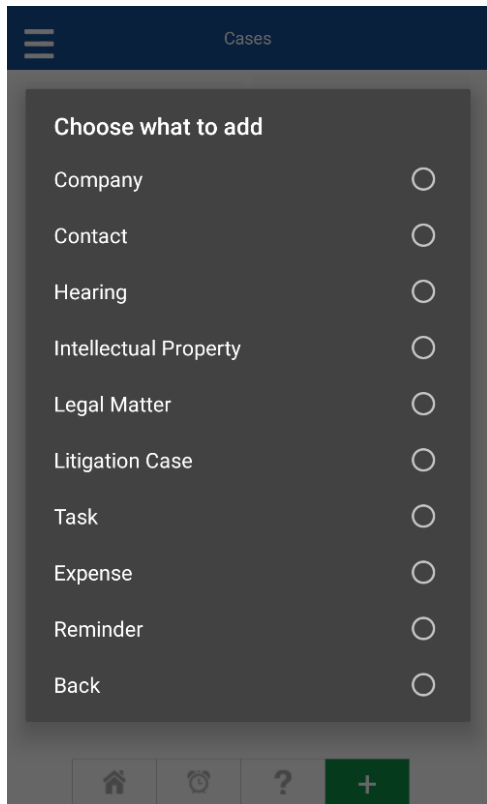 Cases
Choose what to add
Company
Contact
Hearing
Intellectual Property
Legal Matter
Litigation Case
Task
Expense
Reminder
Back
?
+